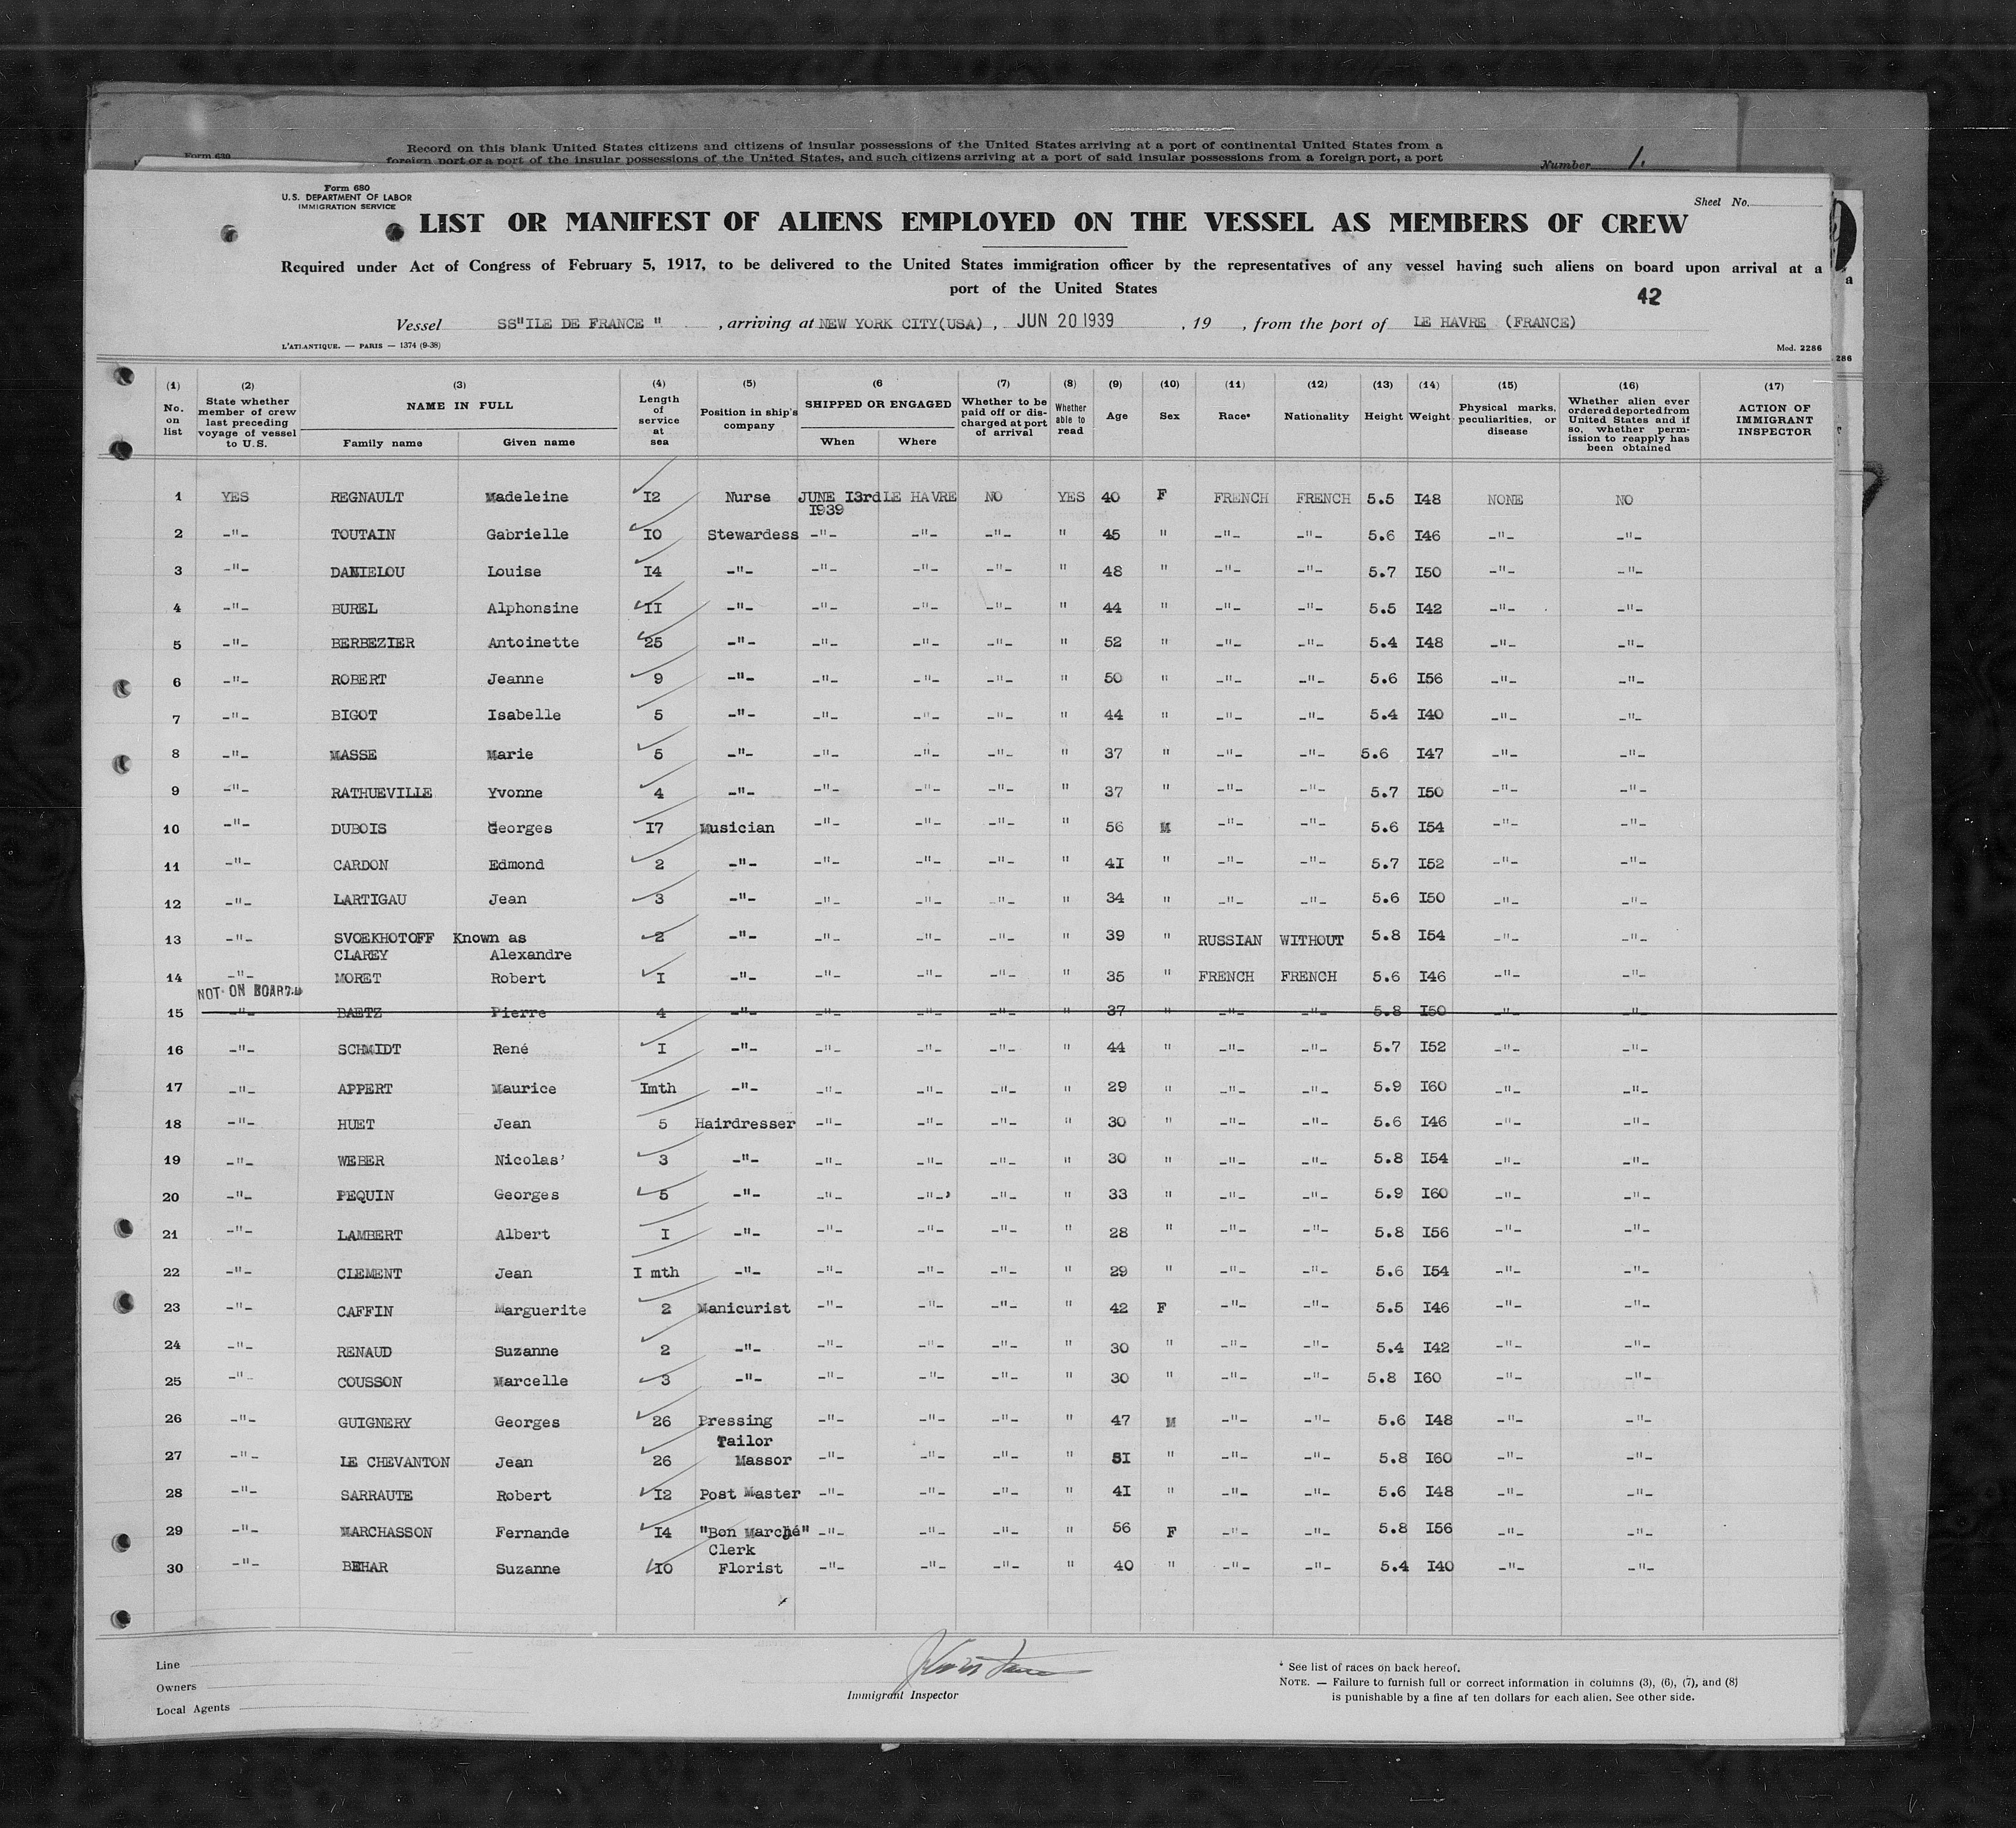 Form 630
Record on this blank United States citizens and citizens of insular possessions of the United States arriving at a port of continental United States from a
foreign port or a port of the insular possessions of the United States, and such citizens arriving at a port of said insular possessions from a foreign port, a port
Number 1.
Form 680
U.S. DEPARTMENT OF LABOR
IMMIGRATION SERVICE
Sheel No.
LIST OR MANIFEST OF ALIENS EMPLOYED ON THE VESSEL AS MEMBERS OF CREW
Required under Act of Congress of February 5, 1917, to be delivered to the United States immigration officer by the representatives of any vessel having such aliens on board upon arrival at a
port of the United States
42
Vessel SS"ILE DE FRANCE " , arriving at NEW YORK CITY(USA) , JUN 20 1939 , 19 , from the port of LE HAVRE (FRANCE)
L'ATLANTIQUE. — PARIS — 1374 (9-38)
Mod. 2286
286
(1) No. on list
(2) State whether member of crew last preceding voyage of vessel to U.S.
(3) NAME IN FULL Family name Given name
(4) Length of service at sea
(5) Position in ship's company
(6 SHIPPED OR ENGAGED When Where
(7) Whether to be paid off or discharged at port of arrival
(8) Whether able to read
(9) Age
(10) Sex
(11) Race*
(12) Nationality
(13) Height
(14) Weight
(15) Physical marks, peculiarities, or disease
(16) Whether alien ever ordered deported from United States and if so, whether permission to reapply has been obtained
(17) ACTION OF IMMIGRANT INSPECTOR
1 YES REGNAULT Madeleine I2 Nurse JUNE I3rd I939 LE HAVRE NO YES 40 F FRENCH FRENCH 5.5 I48 NONE NO
2 -"- TOUTAIN Gabrielle IO Stewardess -"- -"- -"- " 45 " -"- -"- 5.6 I46 -"- -"-
3 -"- DANIELOU Louise I4 -"- -"- -"- -"- " 48 " -"- -"- 5.7 I50 -"- -"-
4 -"- BUREL Alphonsine II -"- -"- -"- -"- " 44 " -"- -"- 5.5 I42 -"- -"-
5 -"- BERBEZIER Antoinette 25 -"- -"- -"- -"- " 52 " -"- -"- 5.4 I48 -"- -"-
6 -"- ROBERT Jeanne 9 -"- -"- -"- -"- " 50 " -"- -"- 5.6 I56 -"- -"-
7 -"- BIGOT Isabelle 5 -"- -"- -"- -"- " 44 " -"- -"- 5.4 I40 -"- -"-
8 -"- MASSE Marie 5 -"- -"- -"- -"- " 37 " -"- -"- 5.6 I47 -"- -"-
9 -"- RATHUEVILLE Yvonne 4 -"- -"- -"- -"- " 37 " -"- -"- 5.7 I50 -"- -"-
10 -"- DUBOIS Georges I7 Musician -"- -"- -"- " 56 M -"- -"- 5.6 I54 -"- -"-
11 -"- CARDON Edmond 2 -"- -"- -"- -"- " 4I " -"- -"- 5.7 I52 -"- -"-
12 -"- LARTIGAU Jean 3 -"- -"- -"- -"- " 34 " -"- -"- 5.6 I50 -"- -"-
13 -"- SVOEKHOTOFF Known as 2 -"- -"- -"- -"- " 39 " RUSSIAN WITHOUT 5.8 I54 -"- -"-
CLAREY Alexandre
14 -"- MORET Robert I -"- -"- -"- -"- " 35 " FRENCH FRENCH 5.6 I46 -"- -"-
NOT ON BOARD
15 -"- BAETZ Pierre 4 -"- -"- -"- -"- " 37 " -"- -"- 5.8 I50 -"- -"-
16 -"- SCHMIDT René I -"- -"- -"- -"- " 44 " -"- -"- 5.7 I52 -"- -"-
17 -"- APPERT Maurice Imth -"- -"- -"- -"- " 29 " -"- -"- 5.9 I60 -"- -"-
18 -"- HUET Jean 5 Hairdresser -"- -"- -"- " 30 " -"- -"- 5.6 I46 -"- -"-
19 -"- WEBER Nicolas' 3 -"- -"- -"- -"- " 30 " -"- -"- 5.8 I54 -"- -"-
20 -"- PEQUIN Georges 5 -"- -"- -"- -"- " 33 " -"- -"- 5.9 I60 -"- -"-
21 -"- LAMBERT Albert I -"- -"- -"- -"- " 28 " -"- -"- 5.8 I56 -"- -"-
22 -"- CLEMENT Jean I mth -"- -"- -"- -"- " 29 " -"- -"- 5.6 I54 -"- -"-
23 -"- CAFFIN Marguerite 2 Manicurist -"- -"- -"- " 42 F -"- -"- 5.5 I46 -"- -"-
24 -"- RENAUD Suzanne 2 -"- -"- -"- -"- " 30 " -"- -"- 5.4 I42 -"- -"-
25 -"- COUSSON Marcelle 3 -"- -"- -"- -"- " 30 " -"- -"- 5.8 I60 -"- -"-
26 -"- GUIGNERY Georges 26 Pressing Tailor -"- -"- -"- " 47 M -"- -"- 5.6 I48 -"- -"-
27 -"- LE CHEVANTON Jean 26 Massor -"- -"- -"- " 5I " -"- -"- 5.8 I60 -"- -"-
28 -"- SARRAUTE Robert I2 Post Master -"- -"- -"- " 4I " -"- -"- 5.6 I48 -"- -"-
29 -"- MARCHASSON Fernande I4 "Bon Marché" Clerk -"- -"- -"- " 56 F -"- -"- 5.8 I56 -"- -"-
30 -"- BEHAR Suzanne IO Florist -"- -"- -"- " 40 " -"- -"- 5.4 I40 -"- -"-
Line
Owners
Local Agents
Immigrant Inspector
* See list of races on back hereof.
NOTE. — Failure to furnish full or correct information in columns (3), (6), (7), and (8)
is punishable by a fine af ten dollars for each alien. See other side.